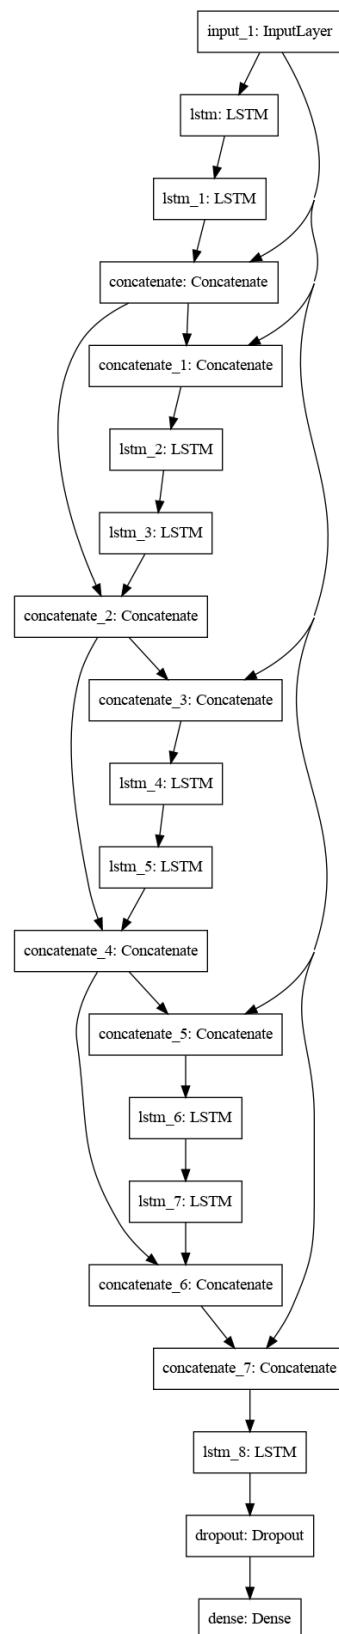 input_1: InputLayer
lstm: LSTM
lstm_1: LSTM
concatenate: Concatenate
concatenate_1: Concatenate
lstm_2: LSTM
lstm_3: LSTM
concatenate_2: Concatenate
concatenate_3: Concatenate
lstm_4: LSTM
lstm_5: LSTM
concatenate_4: Concatenate
concatenate_5: Concatenate
lstm_6: LSTM
lstm_7: LSTM
concatenate_6: Concatenate
concatenate_7: Concatenate
lstm_8: LSTM
dropout: Dropout
dense: Dense